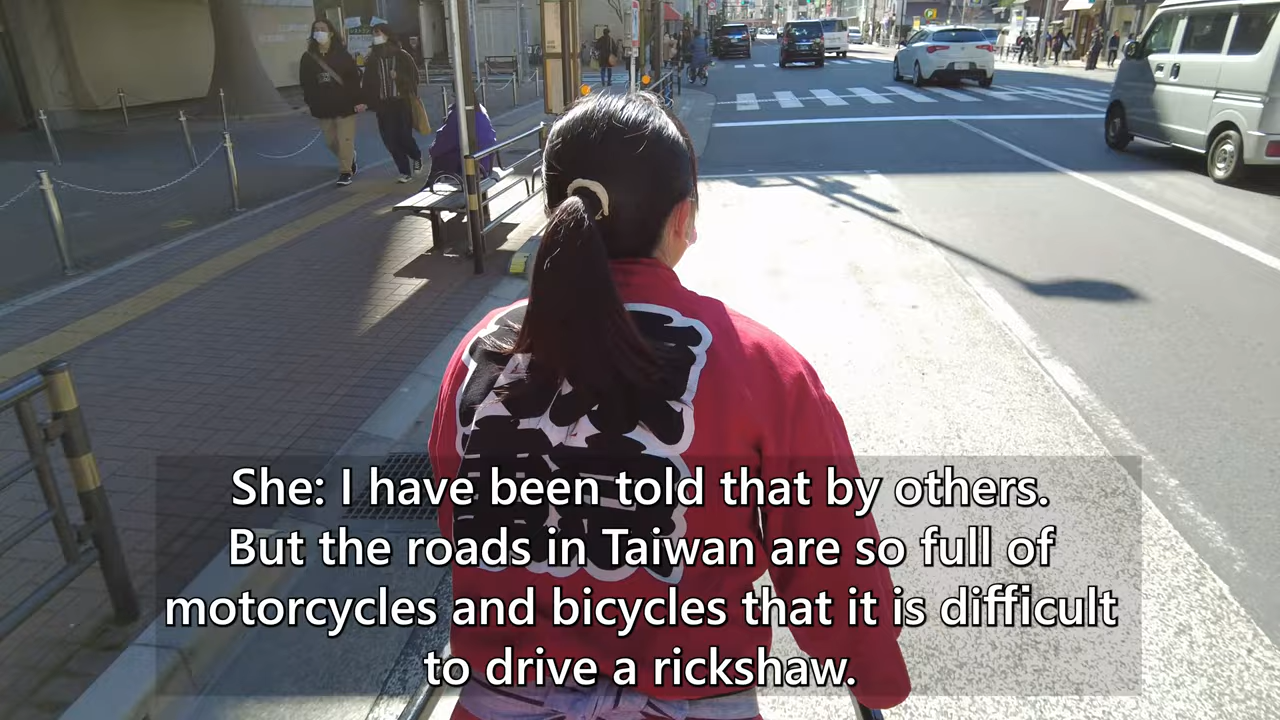 She: I have been told that by others.
But the roads in Taiwan are so full of
motorcycles and bicycles that it is difficult
to drive a rickshaw.